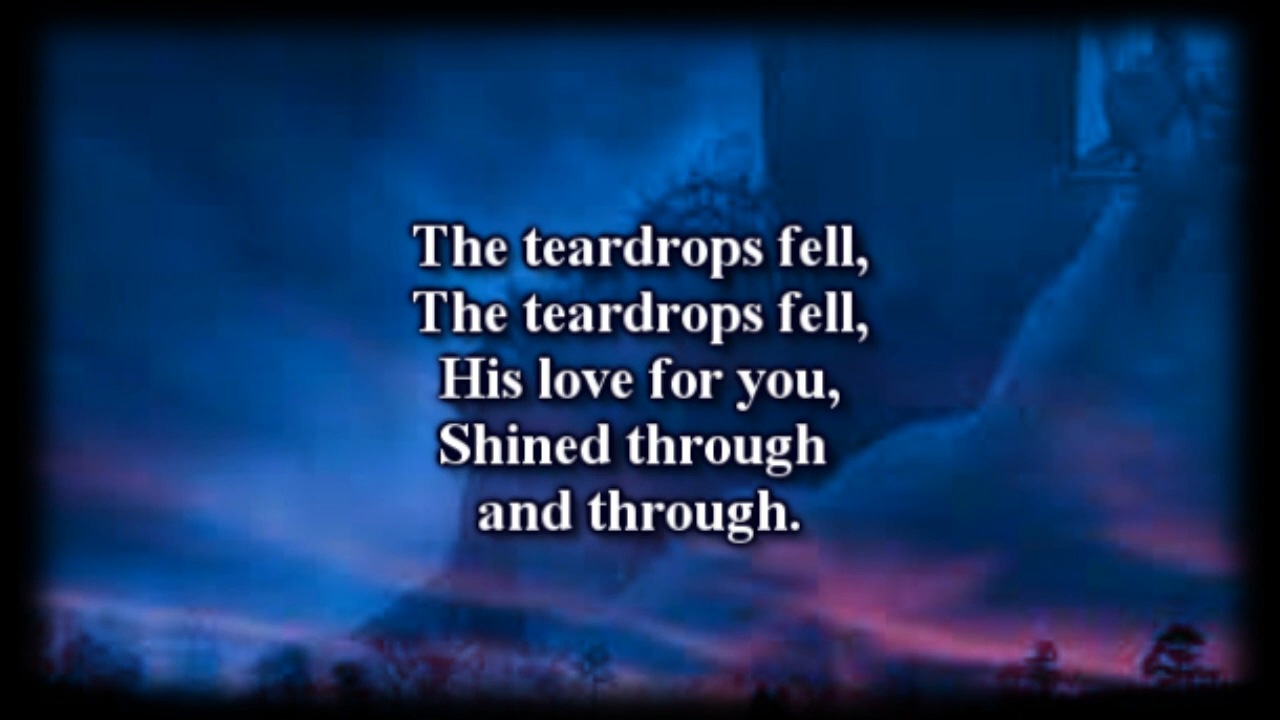 The teardrops fell,
The teardrops fell,
His love for you,
Shined through
and through.